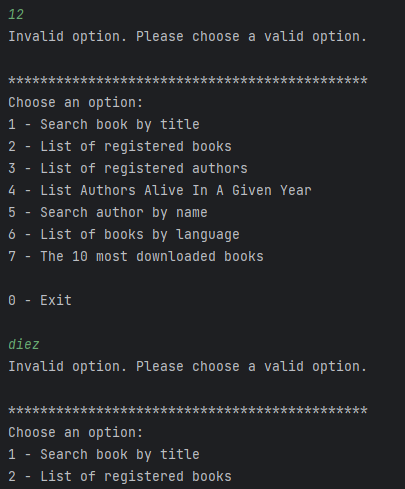 12
Invalid option. Please choose a valid option.
*********************************************
Choose an option:
1 - Search book by title
2 - List of registered books
3 - List of registered authors
4 - List Authors Alive In A Given Year
5 - Search author by name
6 - List of books by language
7 - The 10 most downloaded books
0 - Exit
diez
Invalid option. Please choose a valid option.
*********************************************
Choose an option:
1 - Search book by title
2 - List of registered books